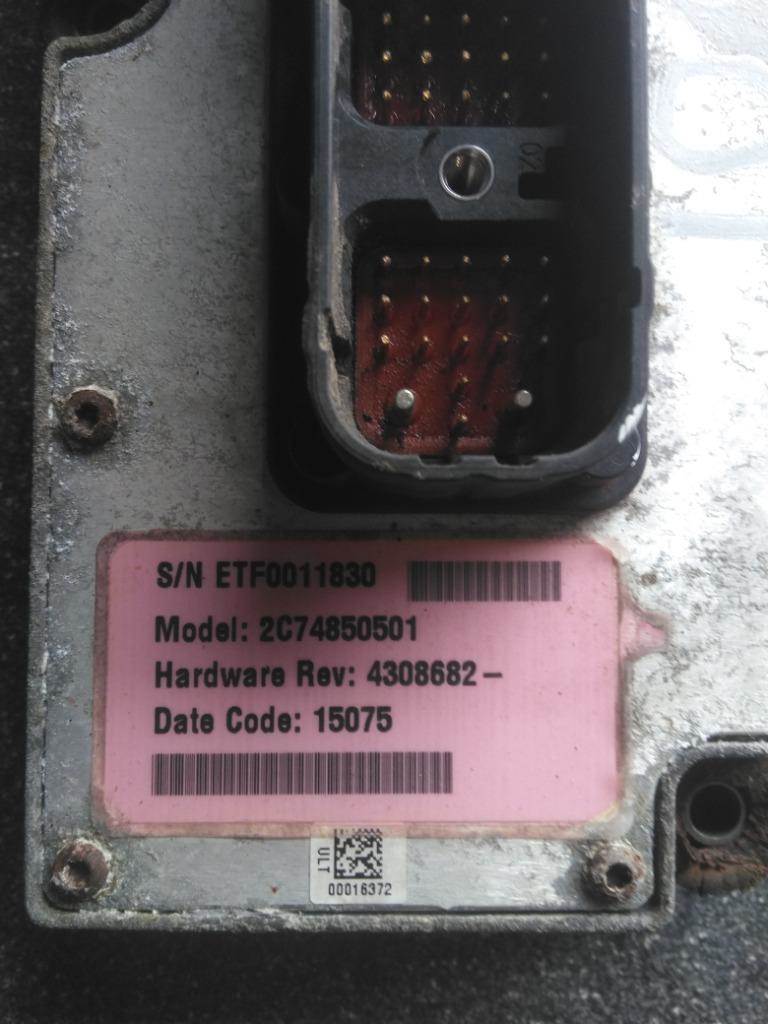 S/N ETF0011830
Model: 2C74850501
Hardware Rev: 4308682-
Date Code: 15075
ULT
00016372